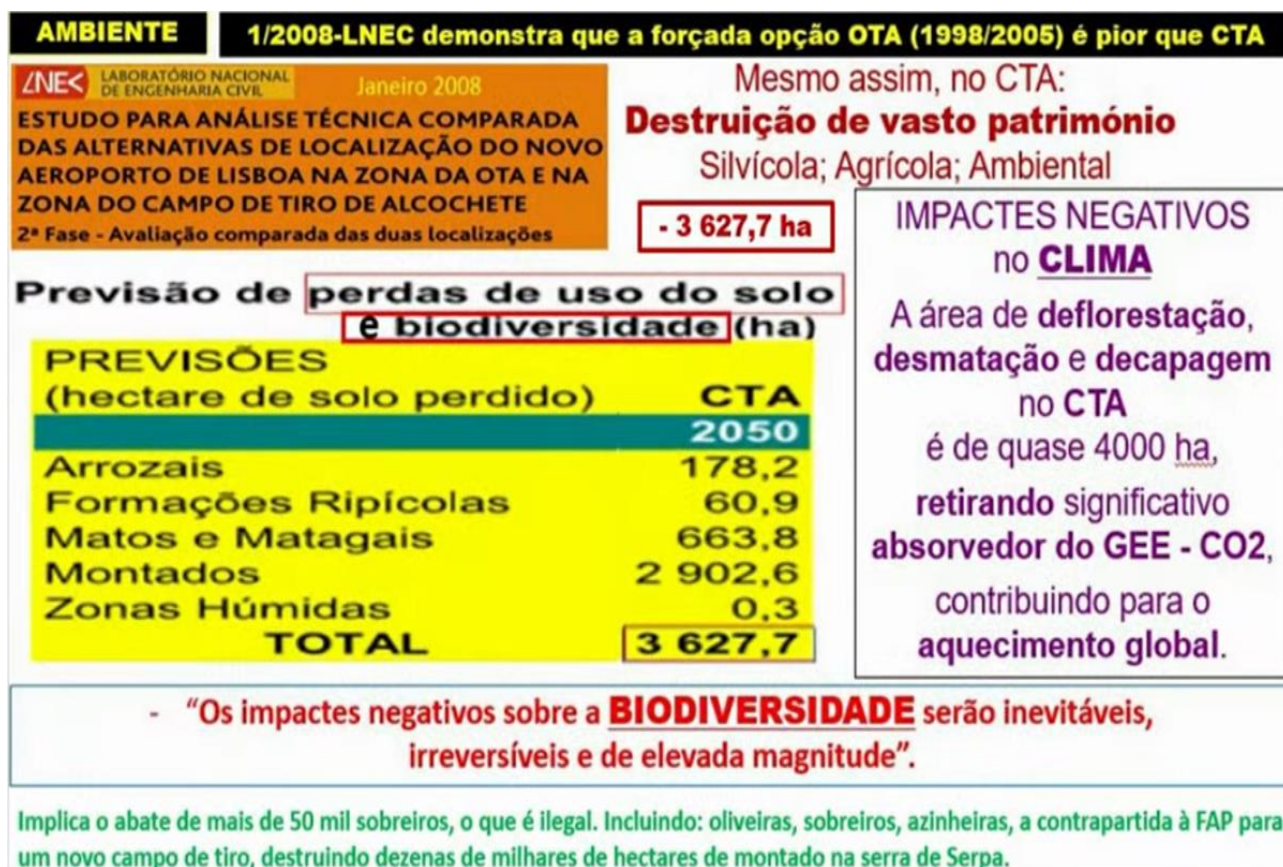 AMBIENTE
1/2008-LNEC demonstra que a forçada opção OTA (1998/2005) é pior que CTA
LNEC LABORATÓRIO NACIONAL
DE ENGENHARIA CIVIL
Janeiro 2008
ESTUDO PARA ANÁLISE TÉCNICA COMPARADA
DAS ALTERNATIVAS DE LOCALIZAÇÃO DO NOVO
AEROPORTO DE LISBOA NA ZONA DA OTA E NA
ZONA DO CAMPO DE TIRO DE ALCOCHETE
2ª Fase - Avaliação comparada das duas localizações
Mesmo assim, no CTA:
Destruição de vasto património
Silvícola; Agrícola; Ambiental
- 3 627,7 ha
Previsão de perdas de uso do solo
e biodiversidade (ha)
PREVISÕES
(hectare de solo perdido) CTA
2050
Arrozais 178,2
Formações Ripícolas 60,9
Matos e Matagais 663,8
Montados 2 902,6
Zonas Húmidas 0,3
TOTAL 3 627,7
IMPACTES NEGATIVOS
no CLIMA
A área de deflorestação,
desmatação e decapagem
no CTA
é de quase 4000 ha,
retirando significativo
absorvedor do GEE - CO2,
contribuindo para o
aquecimento global.
- “Os impactes negativos sobre a BIODIVERSIDADE serão inevitáveis,
irreversíveis e de elevada magnitude”.
Implica o abate de mais de 50 mil sobreiros, o que é ilegal. Incluindo: oliveiras, sobreiros, azinheiras, a contrapartida à FAP para
um novo campo de tiro, destruindo dezenas de milhares de hectares de montado na serra de Serpa.